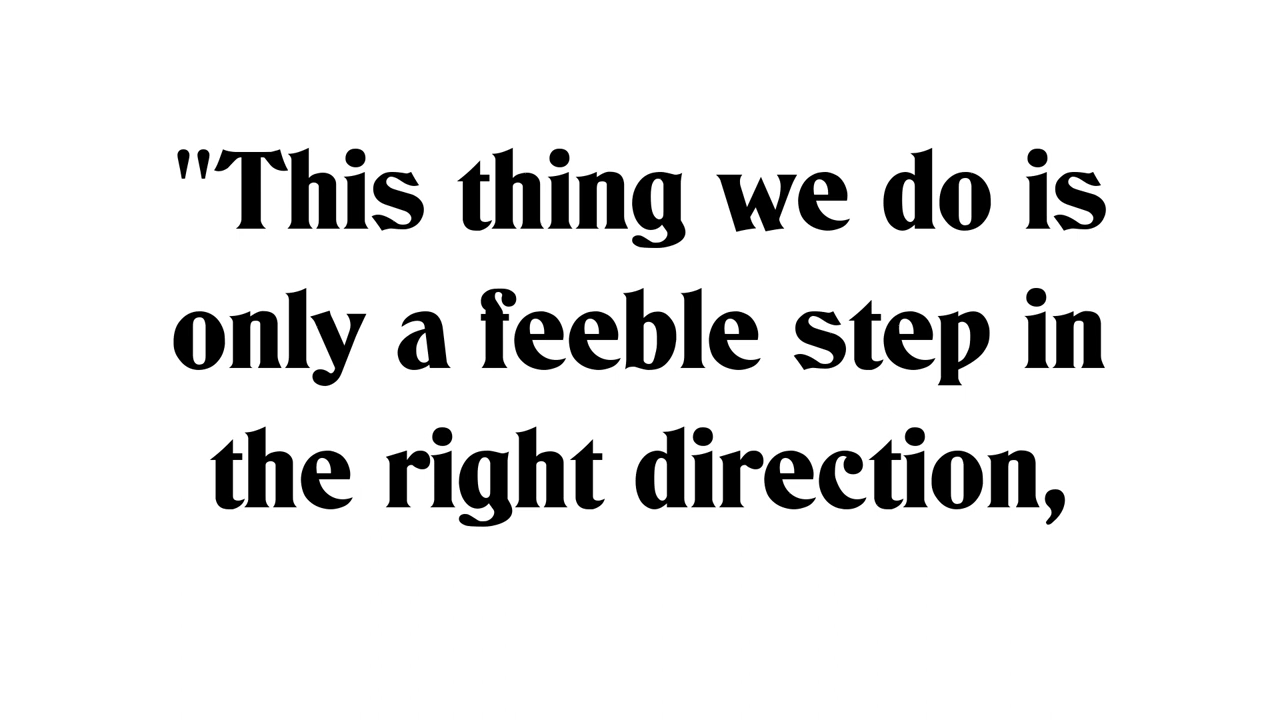 "This thing we do is
only a feeble step in
the right direction,